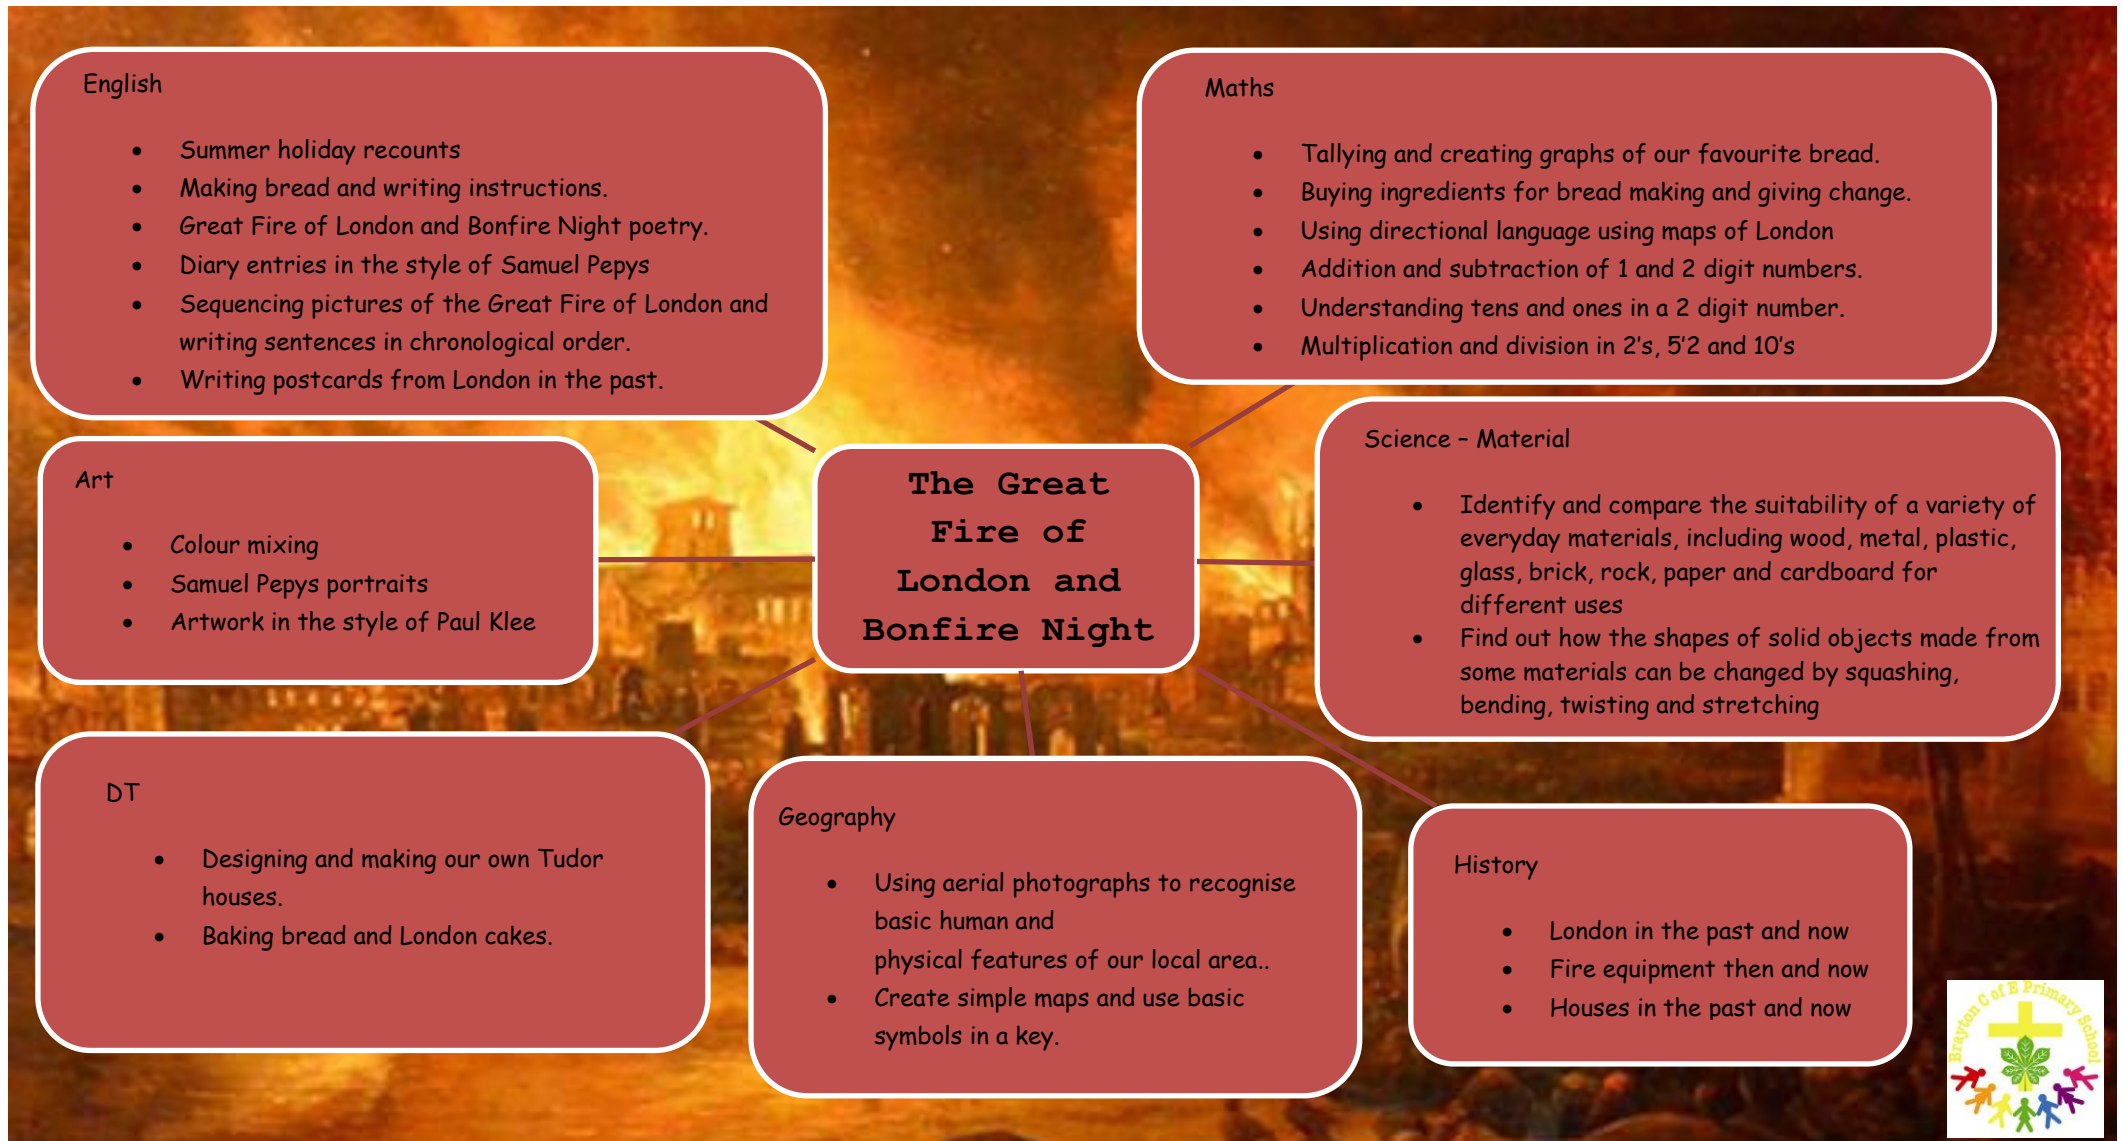 English
• Summer holiday recounts
• Making bread and writing instructions.
• Great Fire of London and Bonfire Night poetry.
• Diary entries in the style of Samuel Pepys
• Sequencing pictures of the Great Fire of London and
writing sentences in chronological order.
• Writing postcards from London in the past.
Maths
• Tallying and creating graphs of our favourite bread.
• Buying ingredients for bread making and giving change.
• Using directional language using maps of London
• Addition and subtraction of 1 and 2 digit numbers.
• Understanding tens and ones in a 2 digit number.
• Multiplication and division in 2's, 5'2 and 10's
Art
• Colour mixing
• Samuel Pepys portraits
• Artwork in the style of Paul Klee
The Great
Fire of
London and
Bonfire Night
Science – Material
• Identify and compare the suitability of a variety of
everyday materials, including wood, metal, plastic,
glass, brick, rock, paper and cardboard for
different uses
• Find out how the shapes of solid objects made from
some materials can be changed by squashing,
bending, twisting and stretching
DT
• Designing and making our own Tudor
houses.
• Baking bread and London cakes.
Geography
• Using aerial photographs to recognise
basic human and
physical features of our local area..
• Create simple maps and use basic
symbols in a key.
History
• London in the past and now
• Fire equipment then and now
• Houses in the past and now
Brayton C of E Primary School